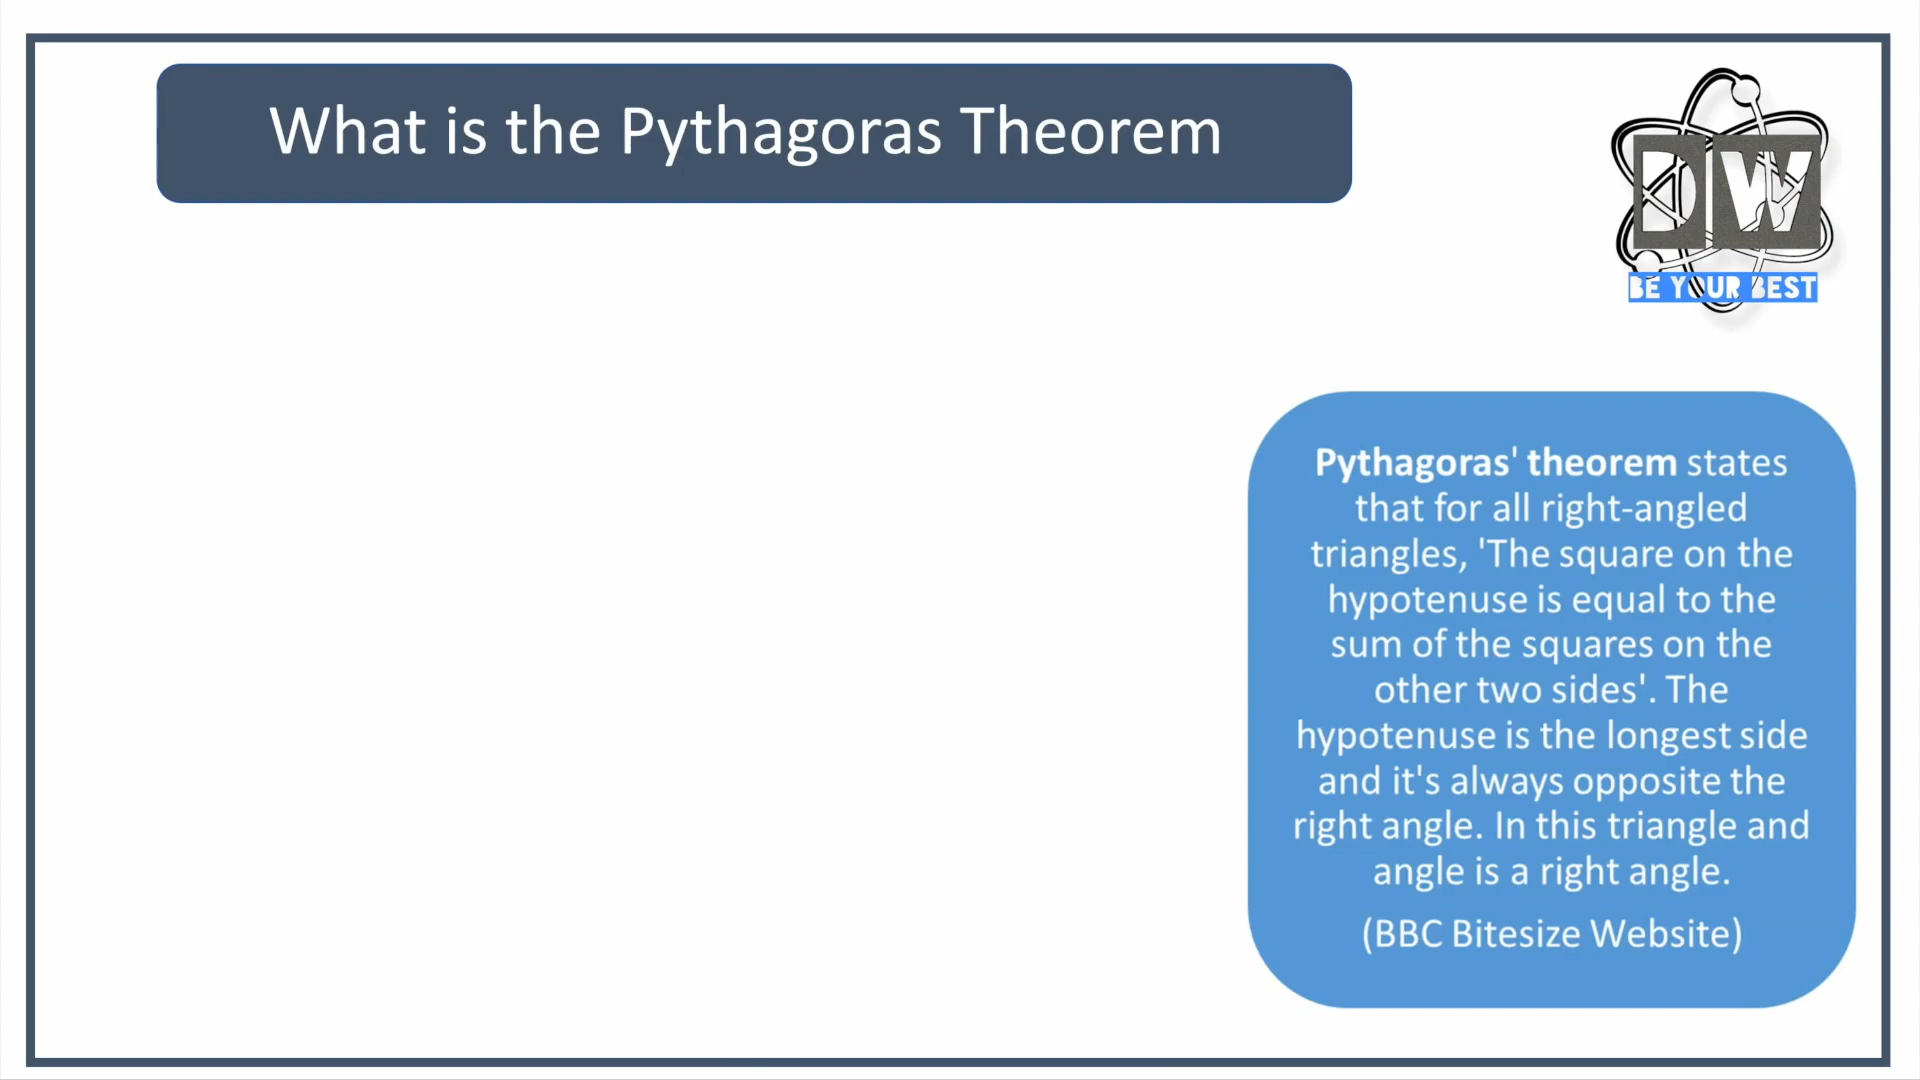 What is the Pythagoras Theorem
DW
BE YOUR BEST
Pythagoras' theorem states
that for all right-angled
triangles, 'The square on the
hypotenuse is equal to the
sum of the squares on the
other two sides'. The
hypotenuse is the longest side
and it's always opposite the
right angle. In this triangle and
angle is a right angle.
(BBC Bitesize Website)